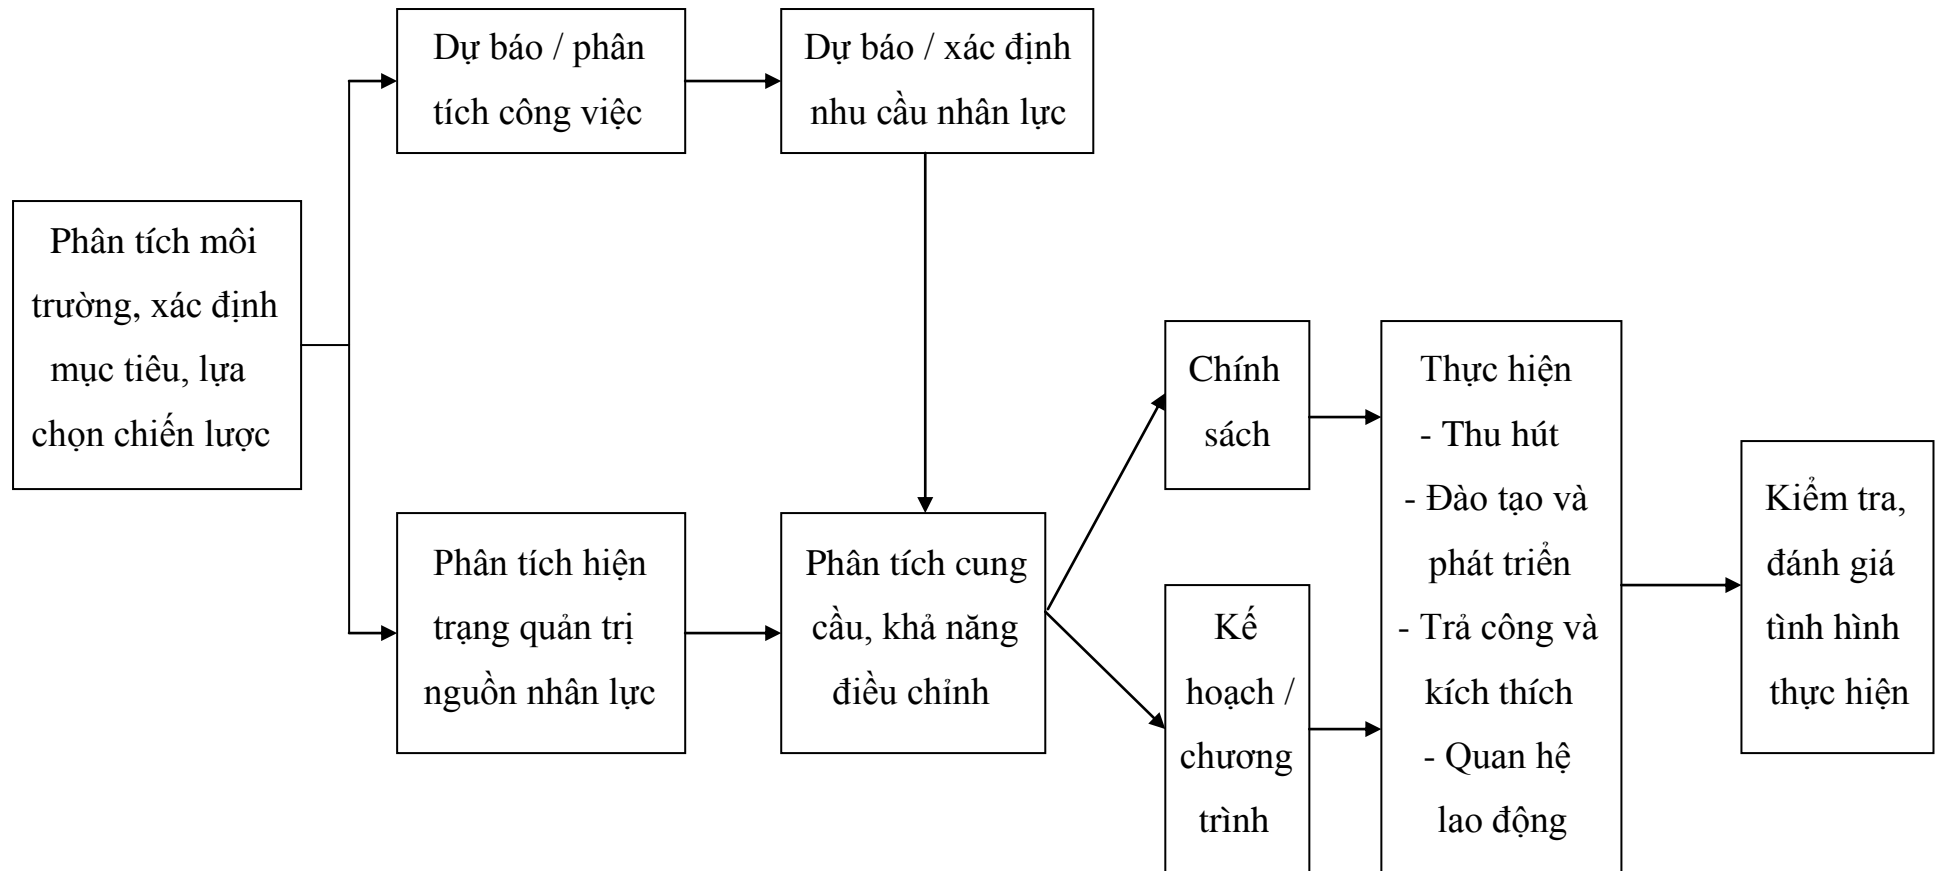 Phân tích môi
trường, xác định
mục tiêu, lựa
chọn chiến lược
Dự báo / phân
tích công việc
Dự báo / xác định
nhu cầu nhân lực
Phân tích hiện
trạng quản trị
nguồn nhân lực
Phân tích cung
cầu, khả năng
điều chỉnh
Chính
sách
Kế
hoạch /
chương
trình
Thực hiện
- Thu hút
- Đào tạo và
phát triển
- Trả công và
kích thích
- Quan hệ
lao động
Kiểm tra,
đánh giá
tình hình
thực hiện